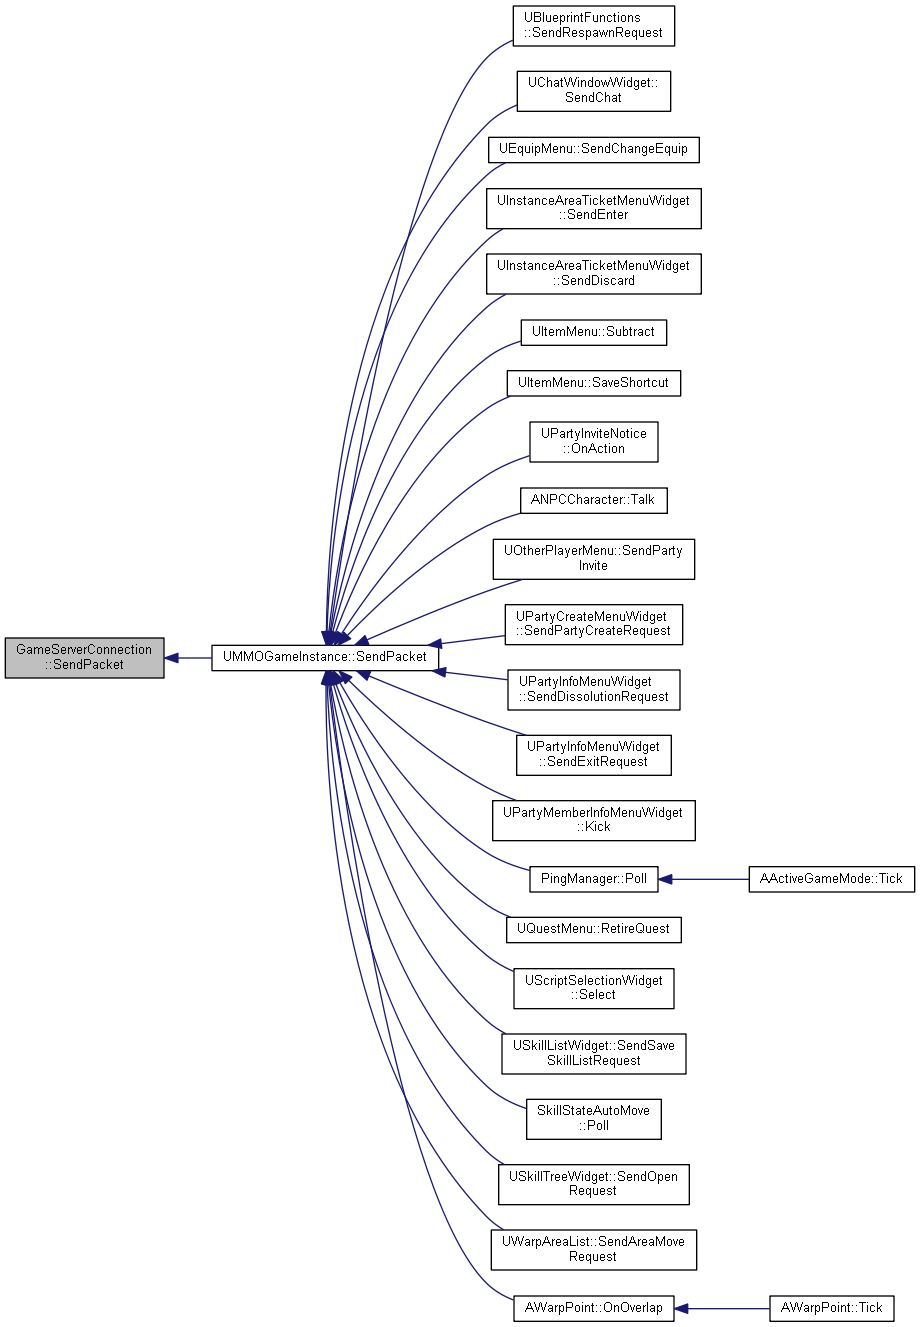 UBlueprintFunctions
::SendRespawnRequest
UChatWindowWidget::
SendChat
UEquipMenu::SendChangeEquip
UInstanceAreaTicketMenuWidget
::SendEnter
UInstanceAreaTicketMenuWidget
::SendDiscard
UItemMenu::Subtract
UItemMenu::SaveShortcut
UPartyInviteNotice
::OnAction
ANPCCharacter::Talk
UOtherPlayerMenu::SendParty
Invite
UPartyCreateMenuWidget
::SendPartyCreateRequest
GameServerConnection
::SendPacket
UMMOGameInstance::SendPacket
UPartyInfoMenuWidget
::SendDissolutionRequest
UPartyInfoMenuWidget
::SendExitRequest
UPartyMemberInfoMenuWidget
::Kick
PingManager::Poll
AActiveGameMode::Tick
UQuestMenu::RetireQuest
UScriptSelectionWidget
::Select
USkillListWidget::SendSave
SkillListRequest
SkillStateAutoMove
::Poll
USkillTreeWidget::SendOpen
Request
UWarpAreaList::SendAreaMove
Request
AWarpPoint::OnOverlap
AWarpPoint::Tick